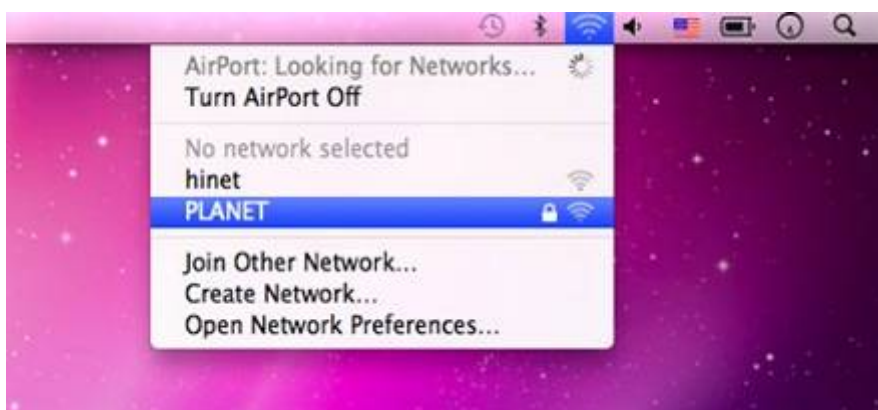 AirPort: Looking for Networks...
Turn AirPort Off
No network selected
hinet
PLANET
Join Other Network...
Create Network...
Open Network Preferences...